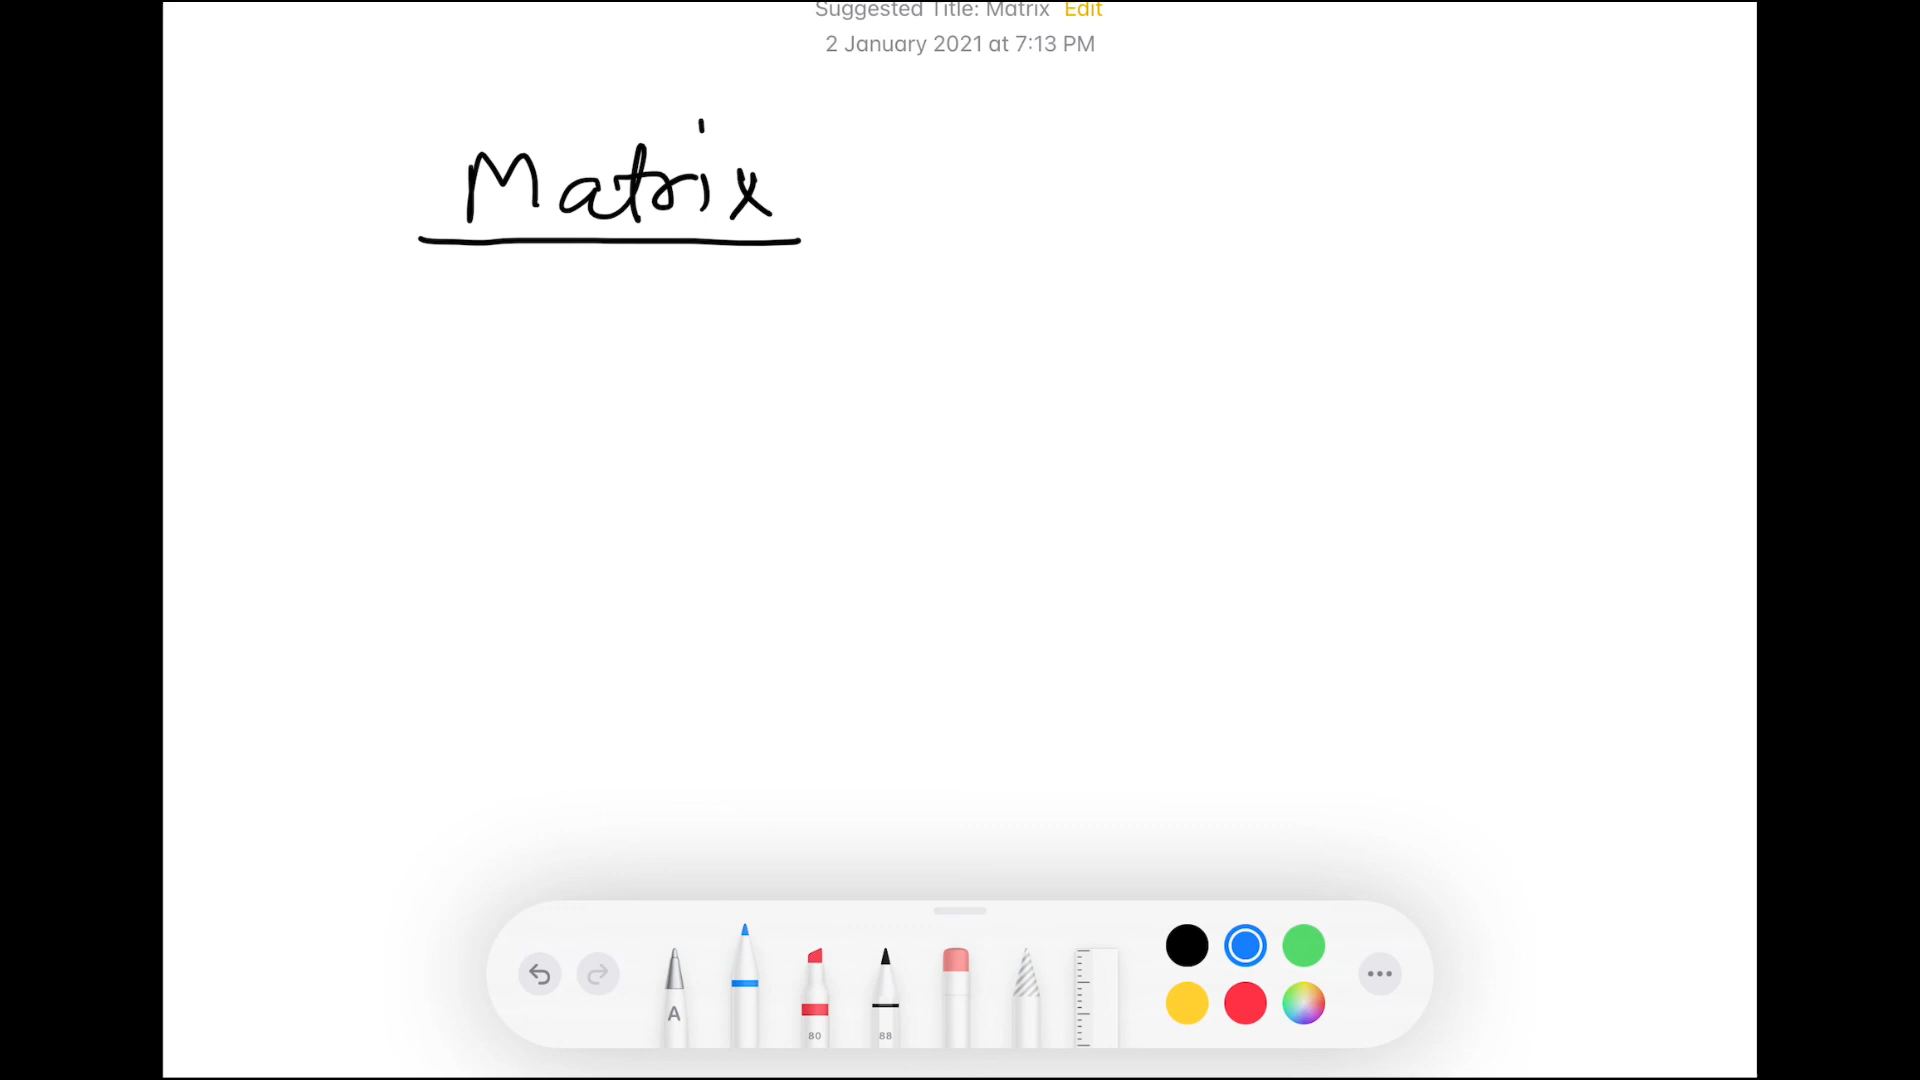 Suggested Title: Matrix Edit
2 January 2021 at 7:13 PM
Matrix
A
80
88